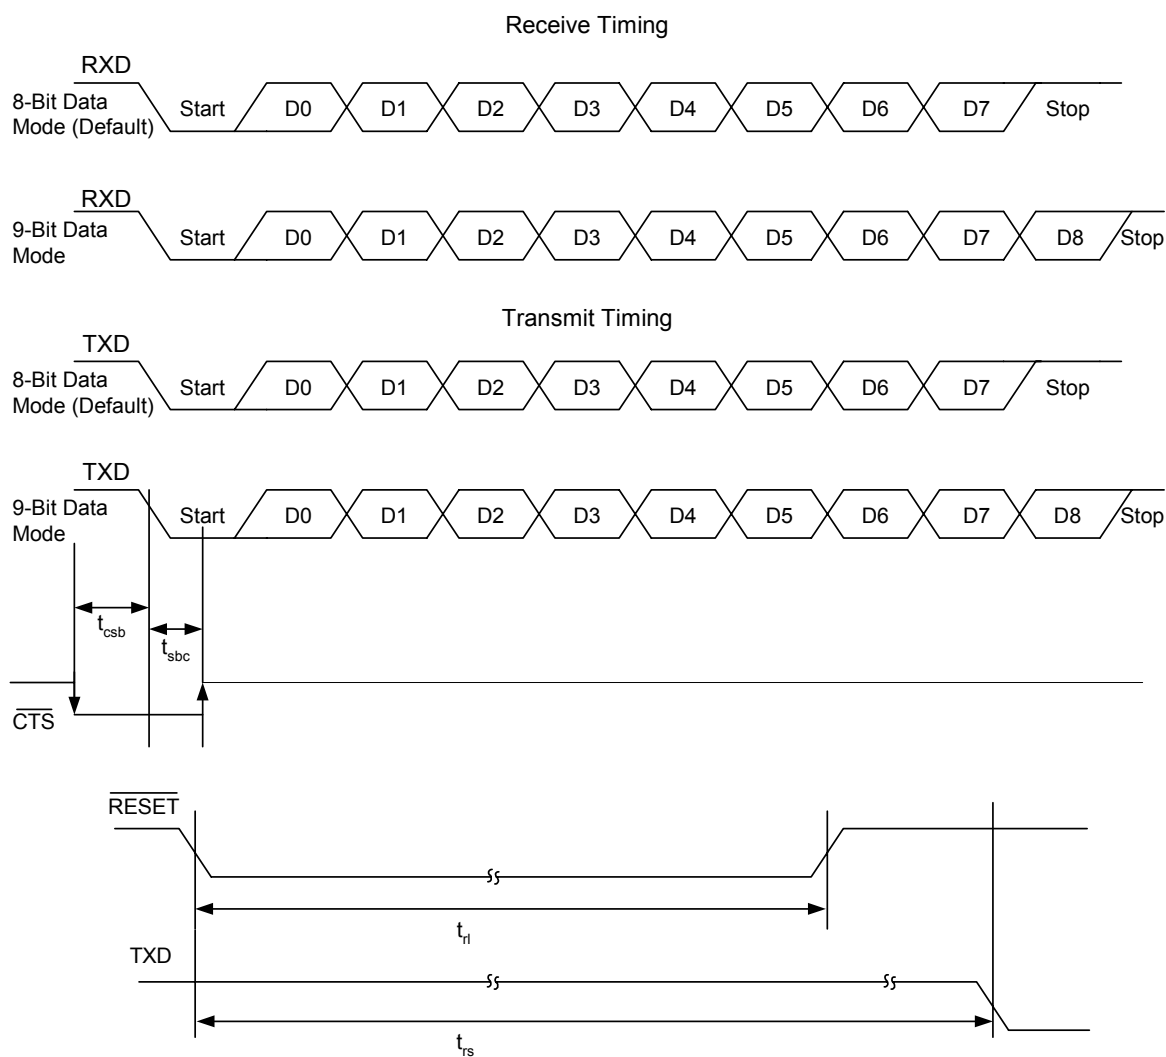 Receive Timing
RXD
8-Bit Data
Mode (Default)
Start D0 D1 D2 D3 D4 D5 D6 D7 Stop
RXD
9-Bit Data
Mode
Start D0 D1 D2 D3 D4 D5 D6 D7 D8 Stop
Transmit Timing
TXD
8-Bit Data
Mode (Default)
Start D0 D1 D2 D3 D4 D5 D6 D7 Stop
TXD
9-Bit Data
Mode
Start D0 D1 D2 D3 D4 D5 D6 D7 D8 Stop
tcsb
tsbc
CTS
RESET
trl
TXD
trs